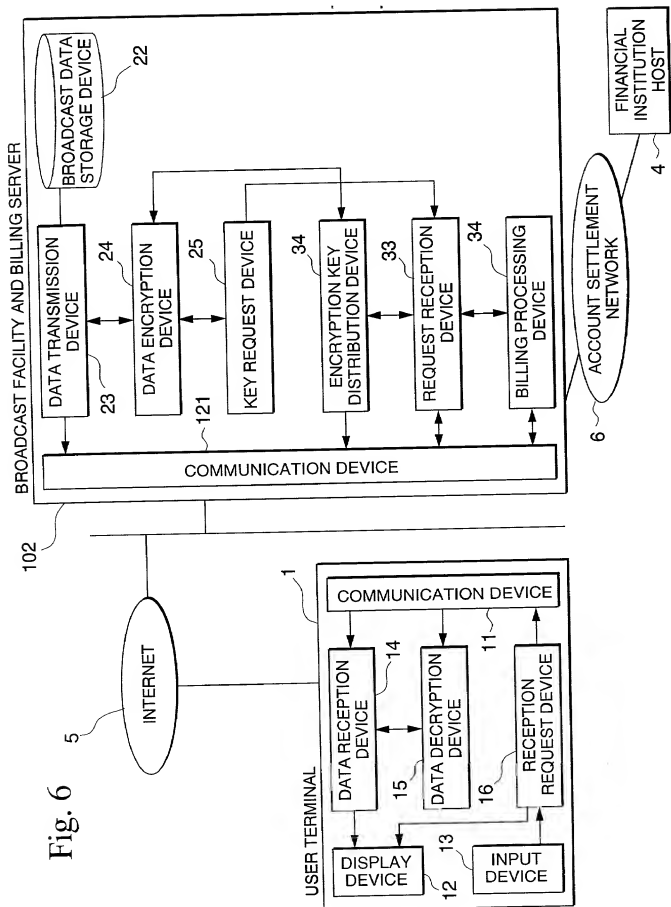 Fig. 6
5
INTERNET
102
BROADCAST FACILITY AND BILLING SERVER
COMMUNICATION DEVICE
121
DATA TRANSMISSION
DEVICE
23
BROADCAST DATA
STORAGE DEVICE
22
DATA ENCRYPTION
DEVICE
24
KEY REQUEST DEVICE
25
ENCRYPTION KEY
DISTRIBUTION DEVICE
34
REQUEST RECEPTION
DEVICE
33
BILLING PROCESSING
DEVICE
34
USER TERMINAL
1
COMMUNICATION DEVICE
11
DATA RECEPTION
DEVICE
14
DATA DECRYPTION
DEVICE
15
RECEPTION
REQUEST DEVICE
16
DISPLAY
DEVICE
12
INPUT
DEVICE
13
ACCOUNT SETTLEMENT
NETWORK
6
FINANCIAL
INSTITUTION
HOST
4